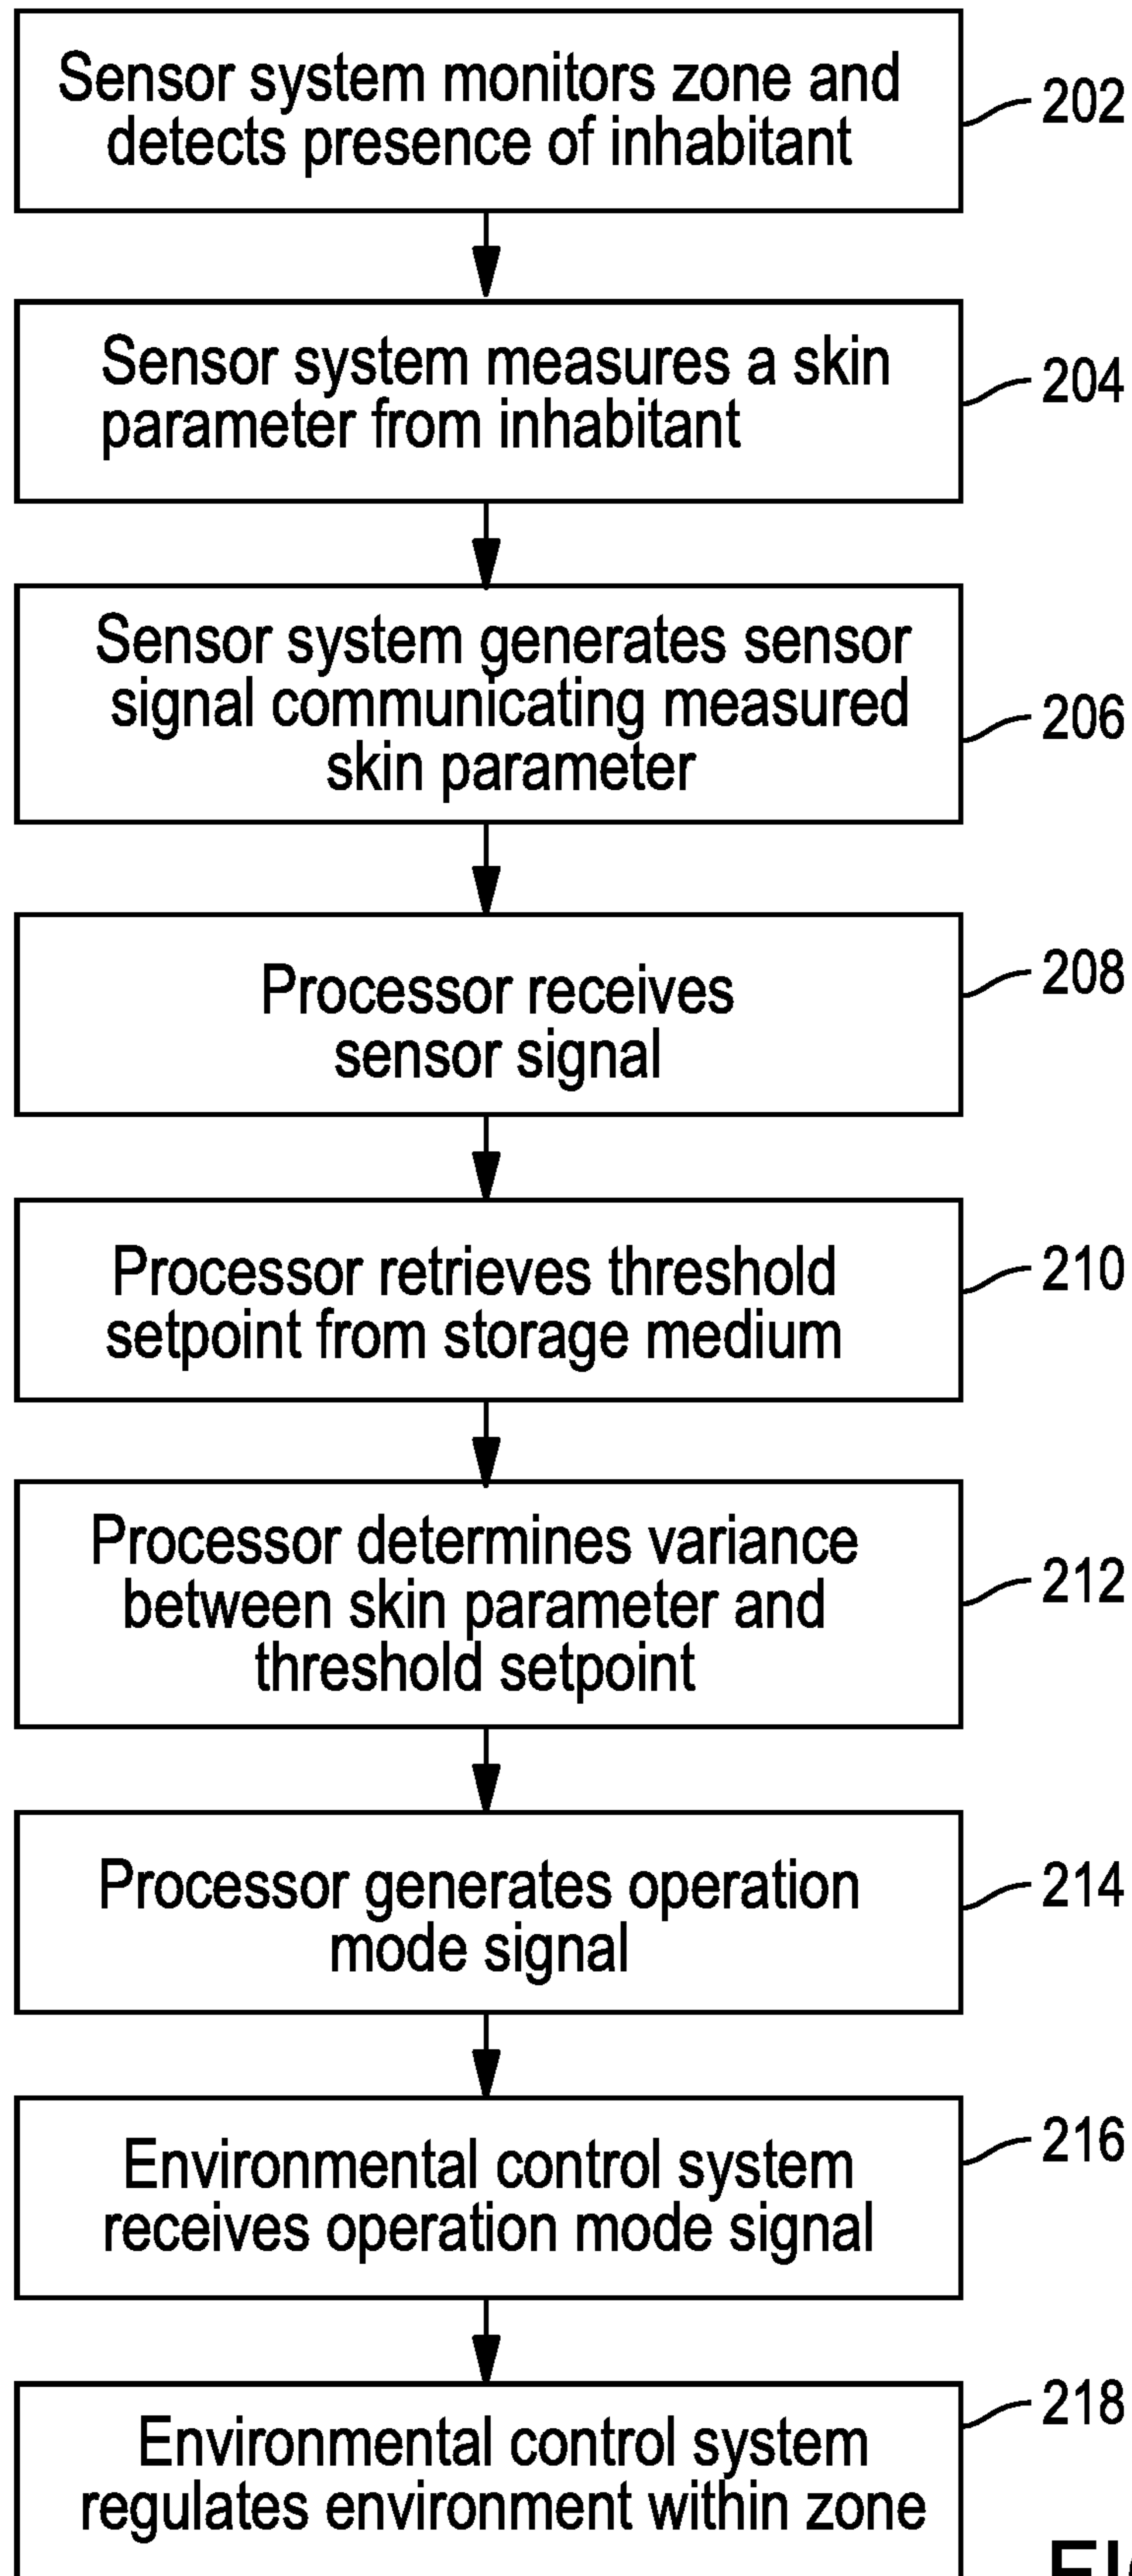 Sensor system monitors zone and
detects presence of inhabitant
202
Sensor system measures a skin
parameter from inhabitant
204
Sensor system generates sensor
signal communicating measured
skin parameter
206
Processor receives
sensor signal
208
Processor retrieves threshold
setpoint from storage medium
210
Processor determines variance
between skin parameter and
threshold setpoint
212
Processor generates operation
mode signal
214
Environmental control system
receives operation mode signal
216
Environmental control system
regulates environment within zone
218